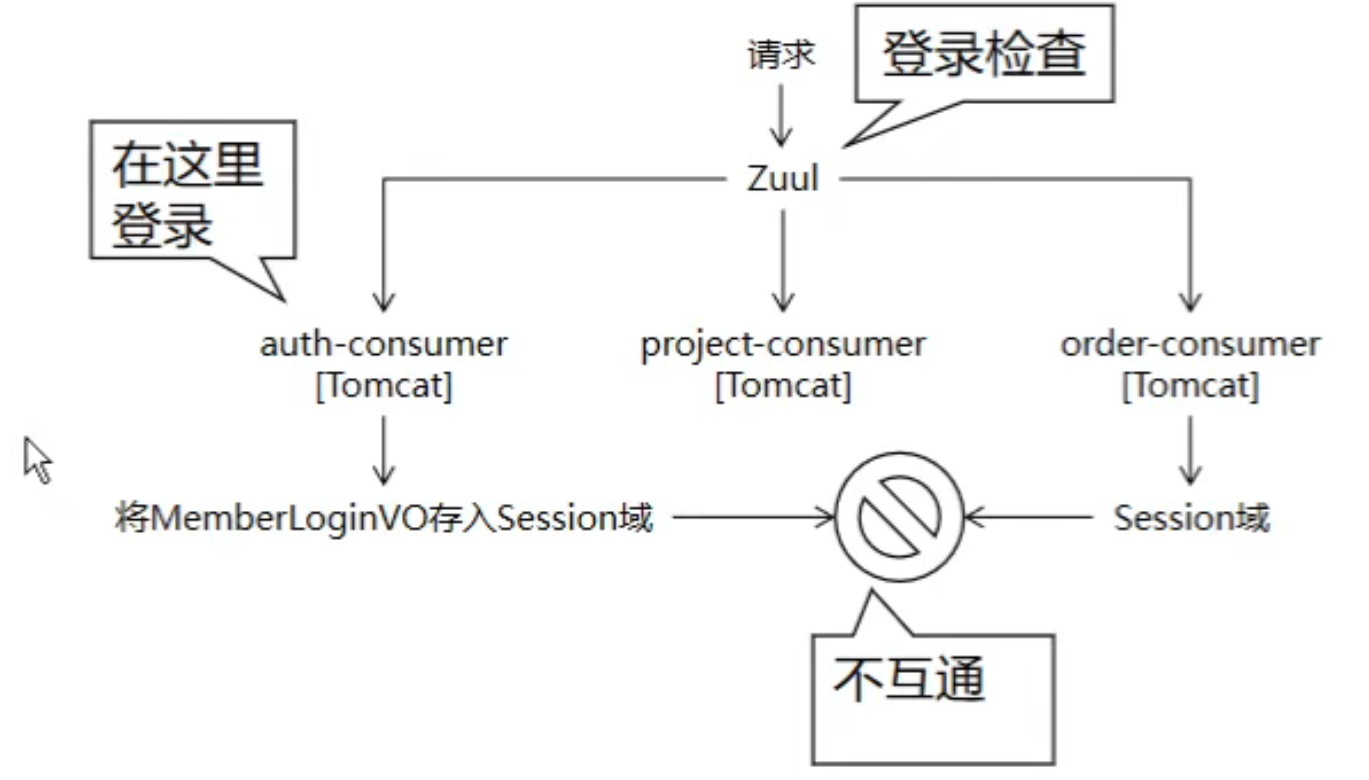 请求
登录检查
在这里
登录
Zuul
auth-consumer
[Tomcat]
project-consumer
[Tomcat]
order-consumer
[Tomcat]
将MemberLoginVO存入Session域
Session域
不互通